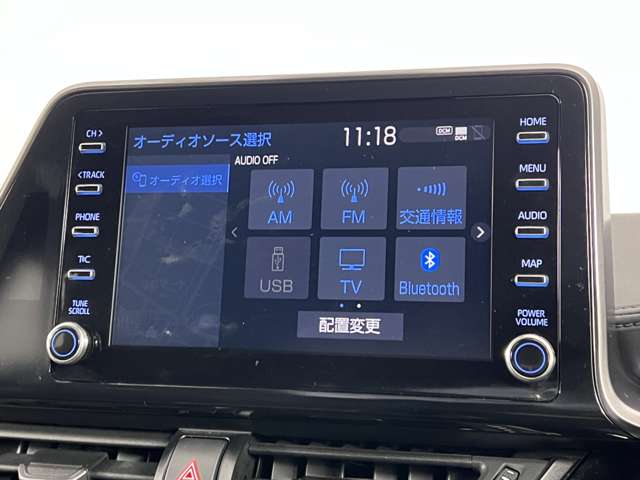 CH >
< TRACK
PHONE
T/C
TUNE
SCROLL
オーディオソース選択
11:18
DCM
DCM
AUDIO OFF
オーディオ選択
AM
FM
交通情報
USB
TV
Bluetooth
配置変更
HOME
MENU
AUDIO
MAP
POWER
VOLUME